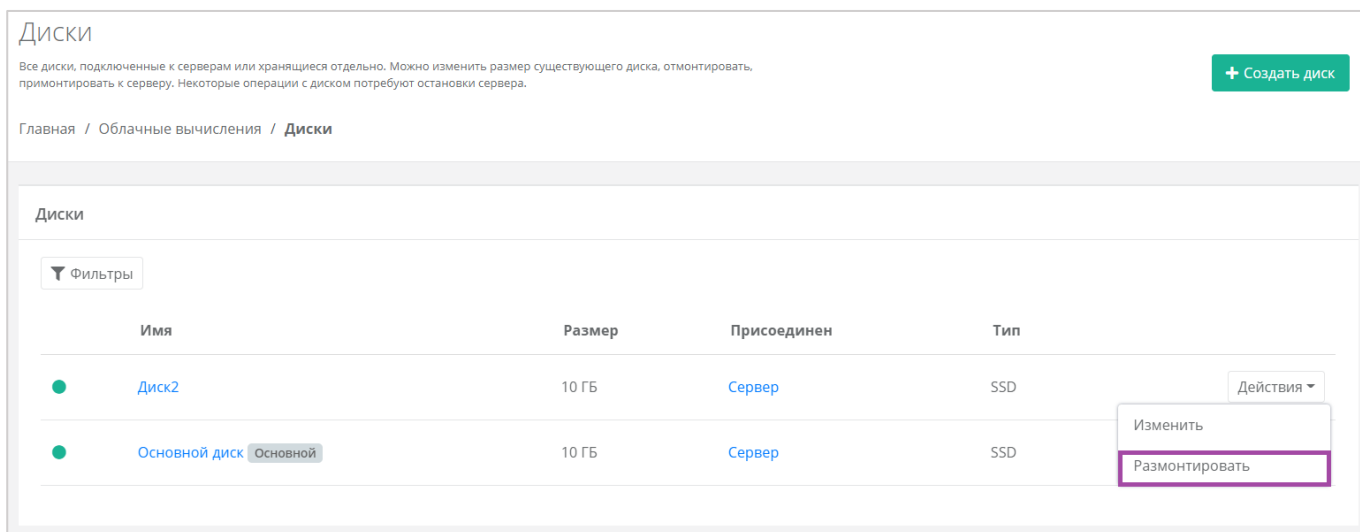 Диски
Все диски, подключенные к серверам или хранящиеся отдельно. Можно изменить размер существующего диска, отмонтировать,
примонтировать к серверу. Некоторые операции с диском потребуют остановки сервера.
+ Создать диск
Главная / Облачные вычисления / Диски
Диски
Фильтры
Имя Размер Присоединен Тип
Диск2 10 ГБ Сервер SSD Действия
Изменить
Основной диск Основной 10 ГБ Сервер SSD
Размонтировать